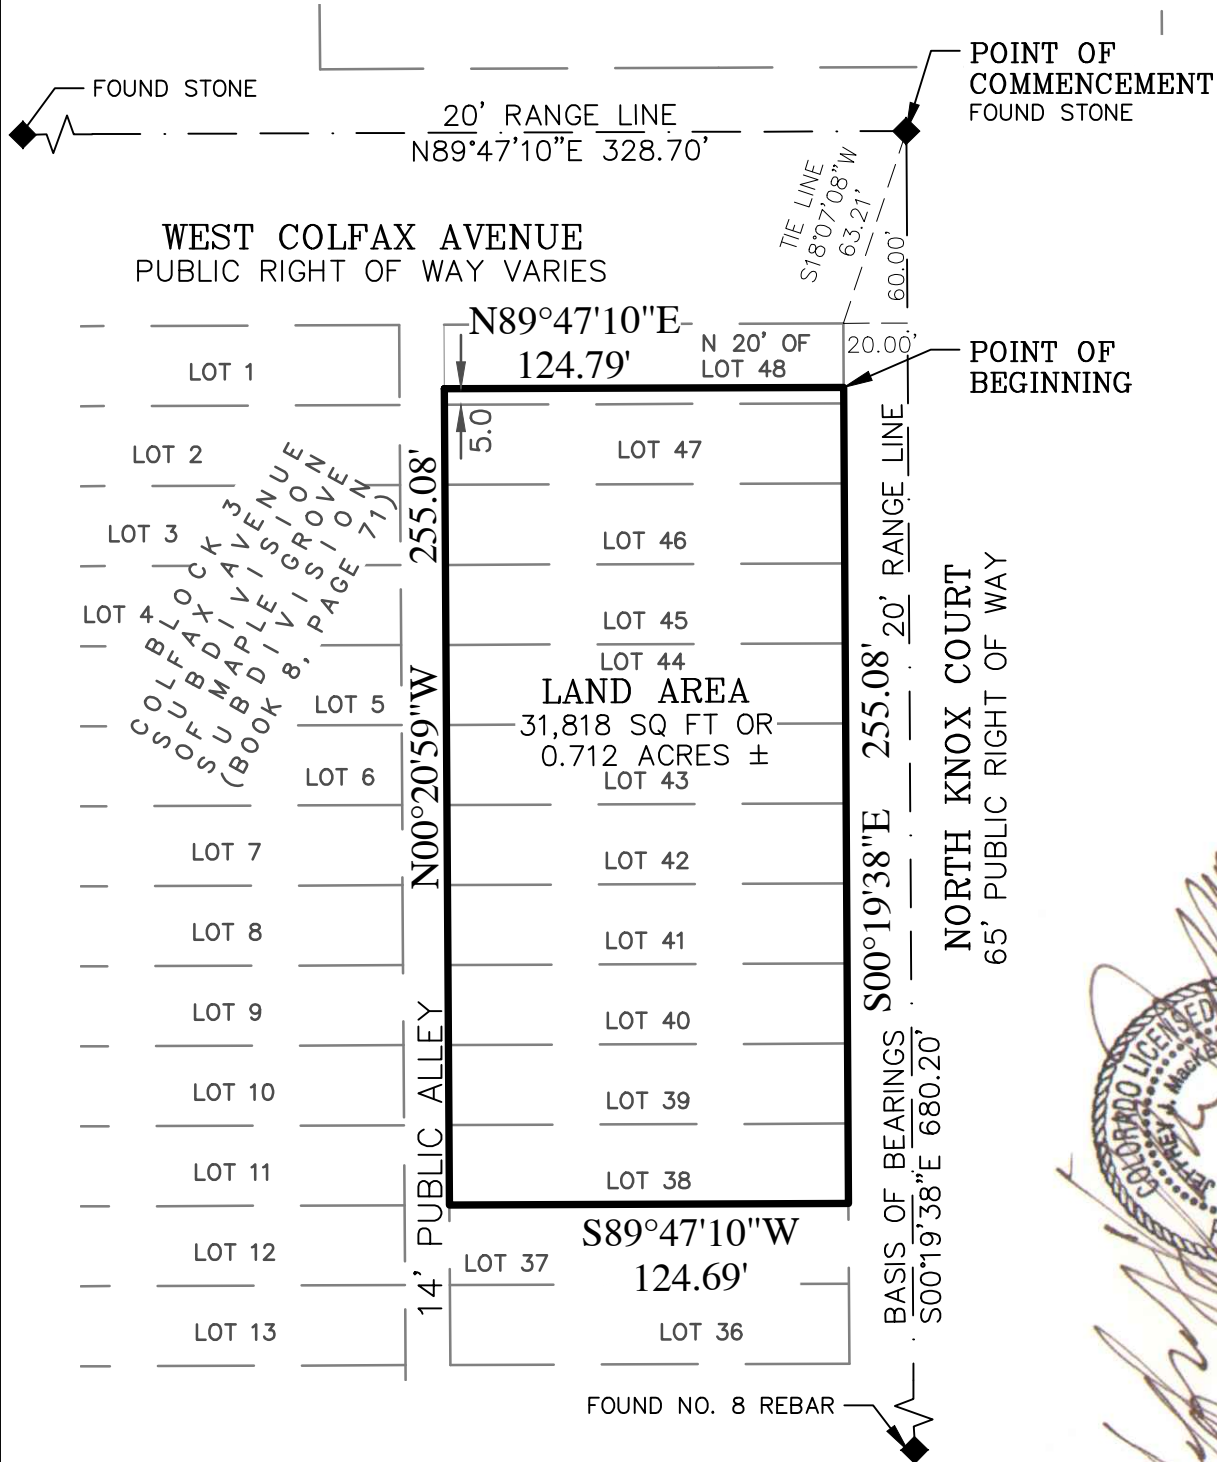 FOUND STONE
POINT OF
COMMENCEMENT
FOUND STONE
20' RANGE LINE
N89°47'10"E 328.70'
TIE LINE
S18°07'08"W
63.21'
60.00'
WEST COLFAX AVENUE
PUBLIC RIGHT OF WAY VARIES
N89°47'10"E
124.79'
N 20' OF
LOT 48
20.00'
POINT OF
BEGINNING
5.0
LOT 1
LOT 2
LOT 3
LOT 4
LOT 5
LOT 6
LOT 7
LOT 8
LOT 9
LOT 10
LOT 11
LOT 12
LOT 13
BLOCK 3
COLFAX AVENUE
SUBDIVISION
OF MAPLE GROVE
SUBDIVISION
(BOOK 8, PAGE 71)
N00°20'59"W 255.08'
14' PUBLIC ALLEY
LOT 47
LOT 46
LOT 45
LOT 44
LAND AREA
31,818 SQ FT OR
0.712 ACRES ±
LOT 43
LOT 42
LOT 41
LOT 40
LOT 39
LOT 38
S89°47'10"W
124.69'
LOT 37
LOT 36
S00°19'38"E 255.08'
20' RANGE LINE
BASIS OF BEARINGS
S00°19'38"E 680.20'
NORTH KNOX COURT
65' PUBLIC RIGHT OF WAY
FOUND NO. 8 REBAR
COLORADO LICENSED
JEFFREY J.